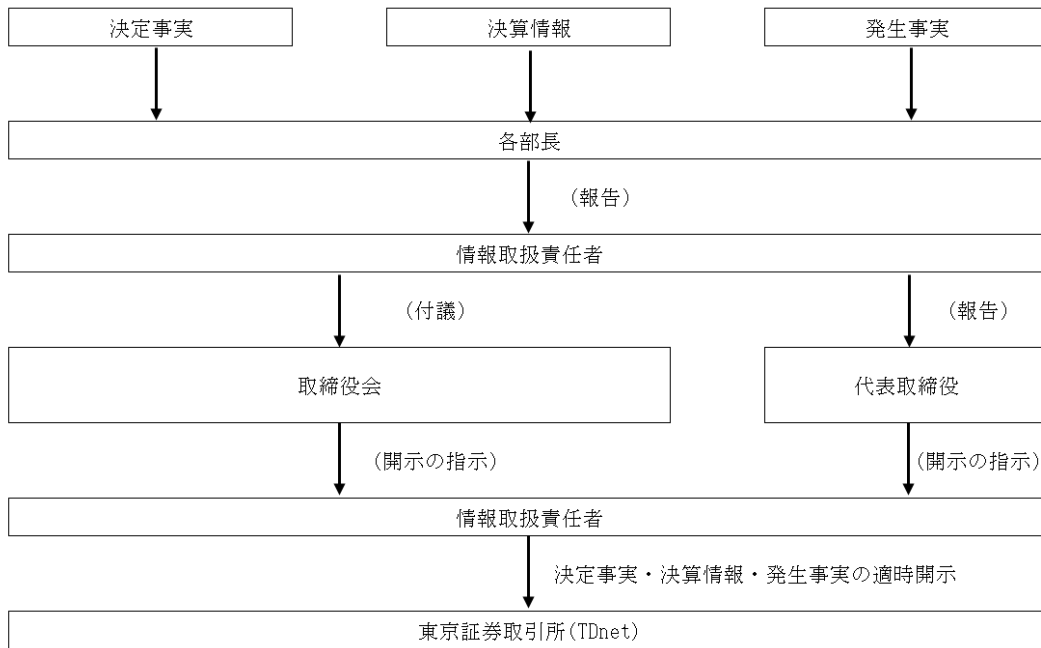 決定事実
決算情報
発生事実
各部長
(報告)
情報取扱責任者
(付議)
(報告)
取締役会
代表取締役
(開示の指示)
(開示の指示)
情報取扱責任者
決定事実・決算情報・発生事実の適時開示
東京証券取引所(TDnet)